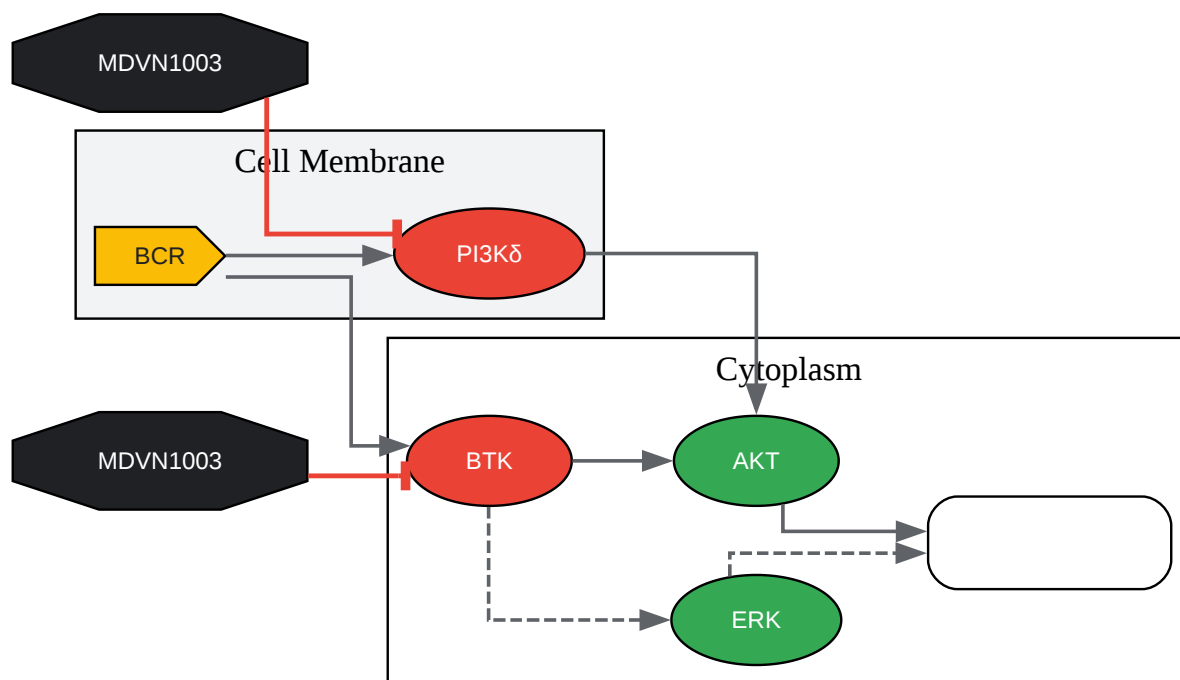 MDVN1003
Cell Membrane
BCR
PI3Kδ
Cytoplasm
MDVN1003
BTK
AKT
ERK